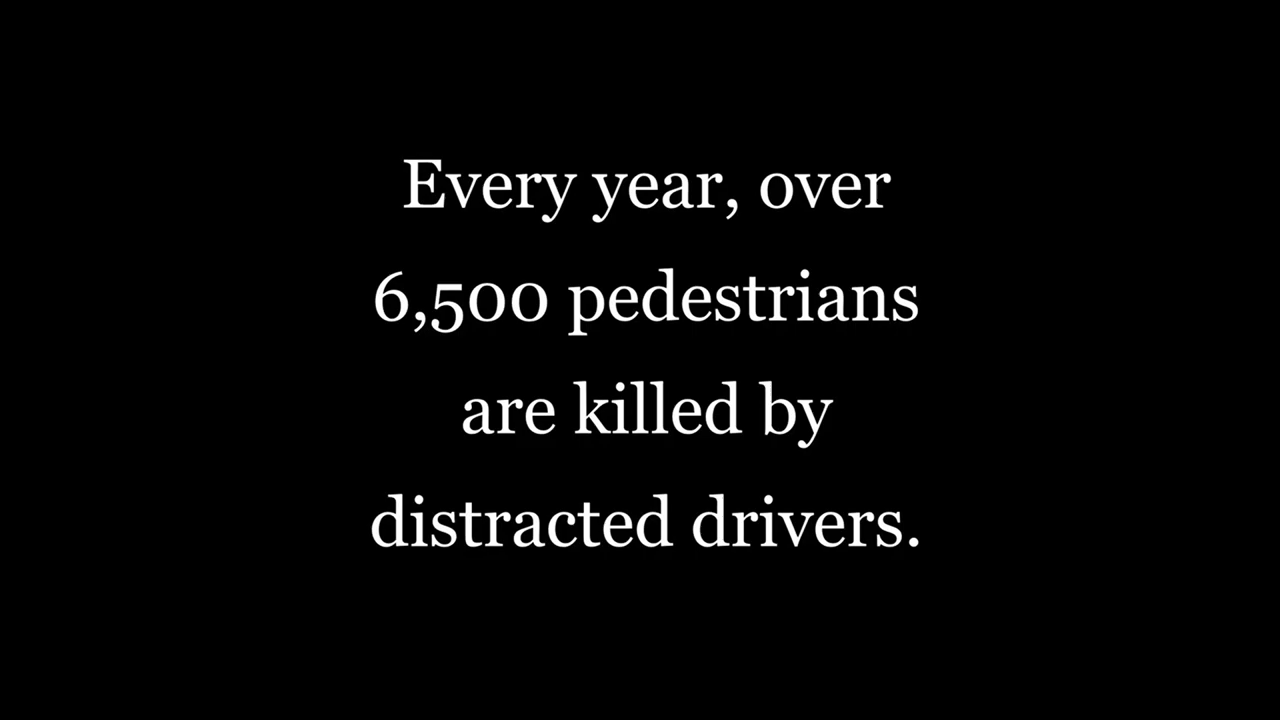 Every year, over
6,500 pedestrians
are killed by
distracted drivers.